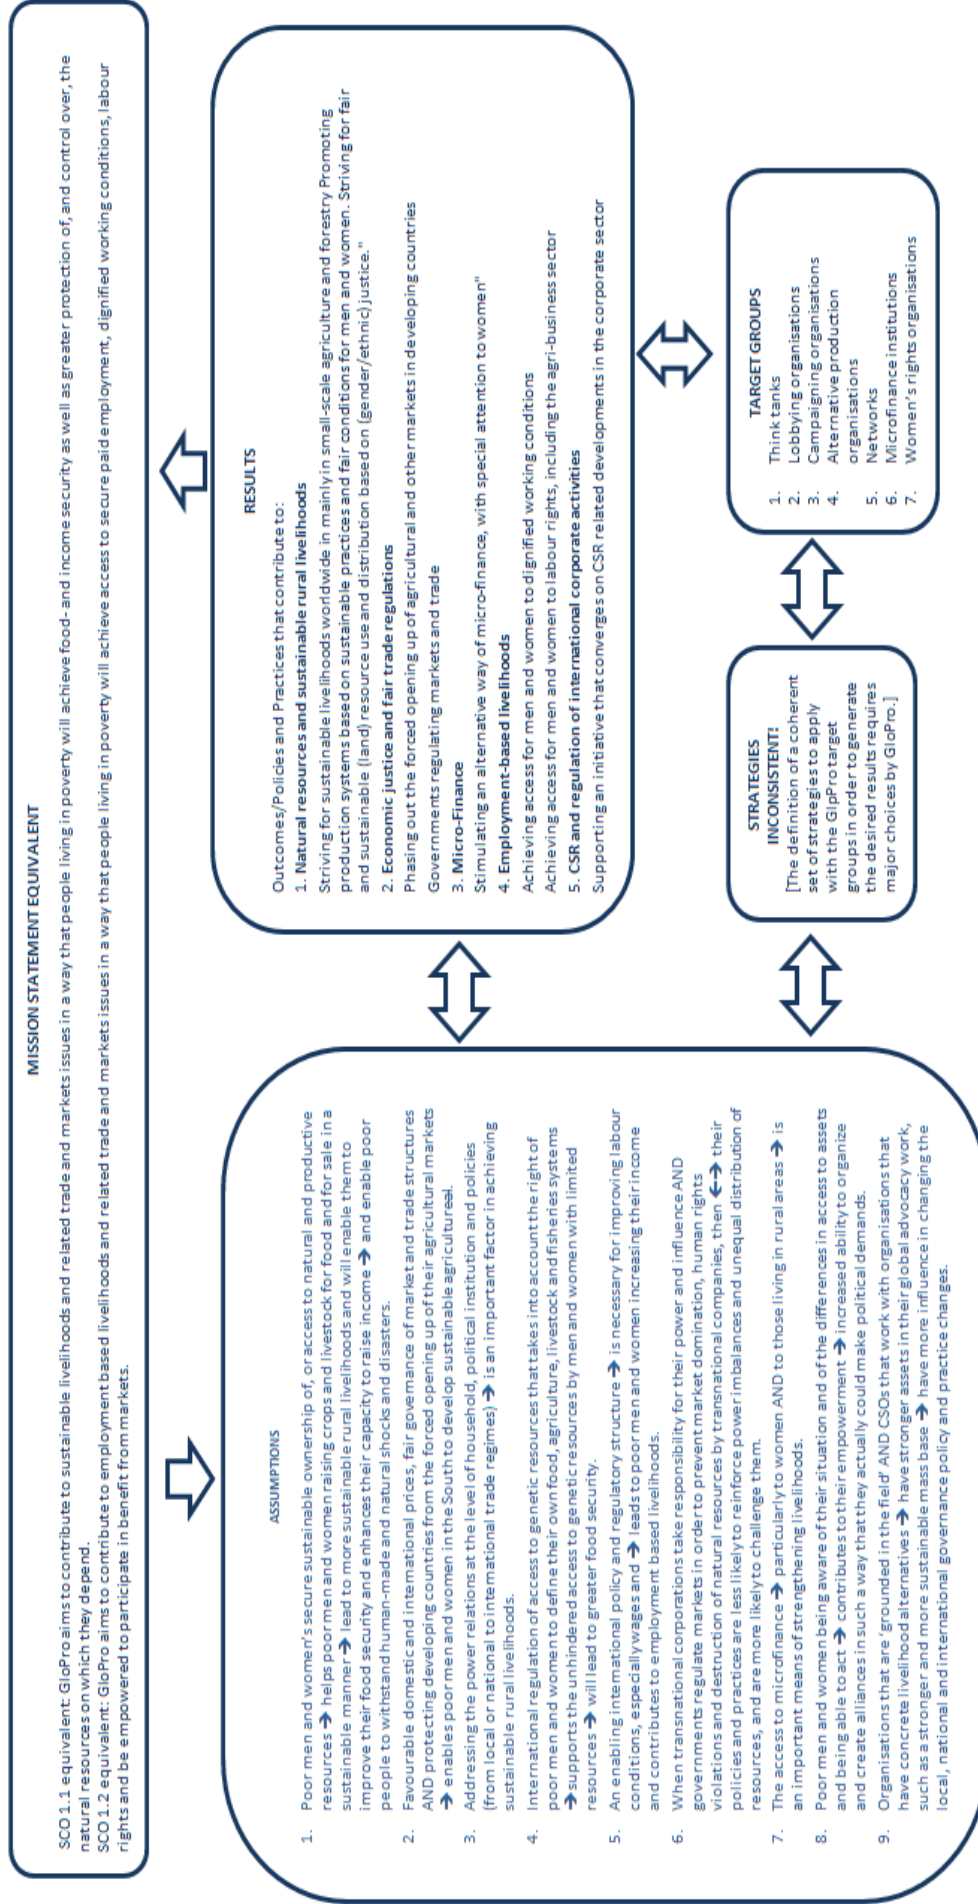 MISSION STATEMENT EQUIVALENT
SCO 1.1 equivalent: GloPro aims to contribute to sustainable livelihoods and related trade and markets issues in a way that people living in poverty will achieve food- and income security as well as greater protection of, and control over, the
natural resources on which they depend.
SCO 1.2 equivalent: GloPro aims to contribute to employment based livelihoods and related trade and markets issues in a way that people living in poverty will achieve access to secure paid employment, dignified working conditions, labour
rights and be empowered to participate in benefit from markets.
ASSUMPTIONS
1. Poor men and women's secure sustainable ownership of, or access to natural and productive
resources → helps poor men and women raising crops and livestock for food and for sale in a
sustainable manner → lead to more sustainable rural livelihoods and will enable them to
improve their food security and enhances their capacity to raise income → and enable poor
people to withstand human-made and natural shocks and disasters.
2. Favourable domestic and international prices, fair governance of market and trade structures
AND protecting developing countries from the forced opening up of their agricultural markets
→ enables poor men and women in the South to develop sustainable agricultureal.
3. Addressing the power relations at the level of household, political institution and policies
(from local or national to international trade regimes) → is an important factor in achieving
sustainable rural livelihoods.
4. International regulation of access to genetic resources that takes into account the right of
poor men and women to define their own food, agriculture, livestock and fisheries systems
→ supports the unhindered access to genetic resources by men and women with limited
resources → will lead to greater food security.
5. An enabling international policy and regulatory structure → is necessary for improving labour
conditions, especially wages and → leads to poor men and women increasing their income
and contributes to employment based livelihoods.
6. When transnational corporations take responsibility for their power and influence AND
governments regulate markets in order to prevent market domination, human rights
violations and destruction of natural resources by transnational companies, then ←→ their
policies and practices are less likely to reinforce power imbalances and unequal distribution of
resources, and are more likely to challenge them.
7. The access to microfinance → particularly to women AND to those living in rural areas → is
an important means of strengthening livelihoods.
8. Poor men and women being aware of their situation and of the differences in access to assets
and being able to act → contributes to their empowerment → increased ability to organize
and create alliances in such a way that they actually could make political demands.
9. Organisations that are 'grounded in the field' AND CSOs that work with organisations that
have concrete livelihood alternatives → have stronger assets in their global advocacy work,
such as a stronger and more sustainable mass base → have more influence in changing the
local, national and international governance policy and practice changes.
RESULTS
Outcomes/Policies and Practices that contribute to:
1. Natural resources and sustainable rural livelihoods
Striving for sustainable livelihoods worldwide in mainly in small-scale agriculture and forestry Promoting
production systems based on sustainable practices and fair conditions for men and women. Striving for fair
and sustainable (land) resource use and distribution based on (gender/ethnic) justice."
2. Economic justice and fair trade regulations
Phasing out the forced opening up of agricultural and other markets in developing countries
Governments regulating markets and trade
3. Micro-Finance
Stimulating an alternative way of micro-finance, with special attention to women"
4. Employment-based livelihoods
Achieving access for men and women to dignified working conditions
Achieving access for men and women to labour rights, including the agri-business sector
5. CSR and regulation of international corporate activities
Supporting an initiative that converges on CSR related developments in the corporate sector
STRATEGIES
INCONSISTENT!
[The definition of a coherent
set of strategies to apply
with the GlpPro target
groups in order to generate
the desired results requires
major choices by GloPro.]
TARGET GROUPS
1. Think tanks
2. Lobbying organisations
3. Campaigning organisations
4. Alternative production
organisations
5. Networks
6. Microfinance institutions
7. Women's rights organisations